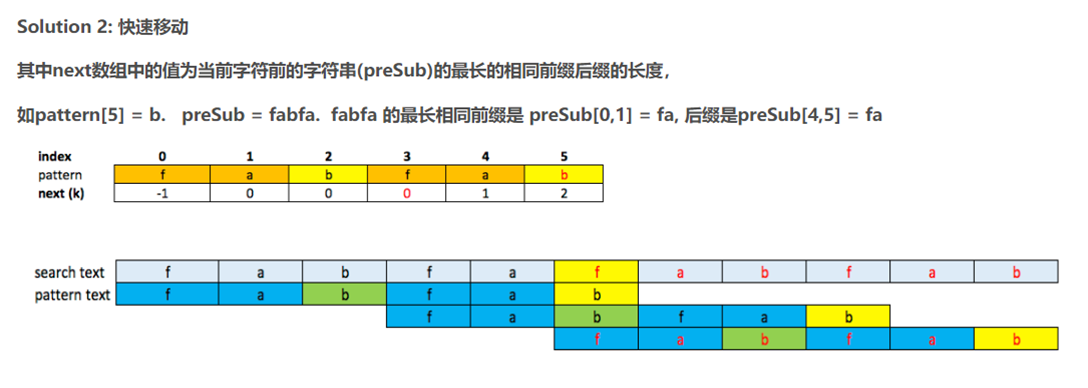 Solution 2: 快速移动
其中next数组中的值为当前字符前的字符串(preSub)的最长的相同前缀后缀的长度，
如pattern[5] = b. preSub = fabfa. fabfa 的最长相同前缀是 preSub[0,1] = fa, 后缀是preSub[4,5] = fa
index 0 1 2 3 4 5
pattern f a b f a b
next (k) -1 0 0 0 1 2
search text f a b f a f a b f a b
pattern text f a b f a b
f a b f a b
f a b f a b